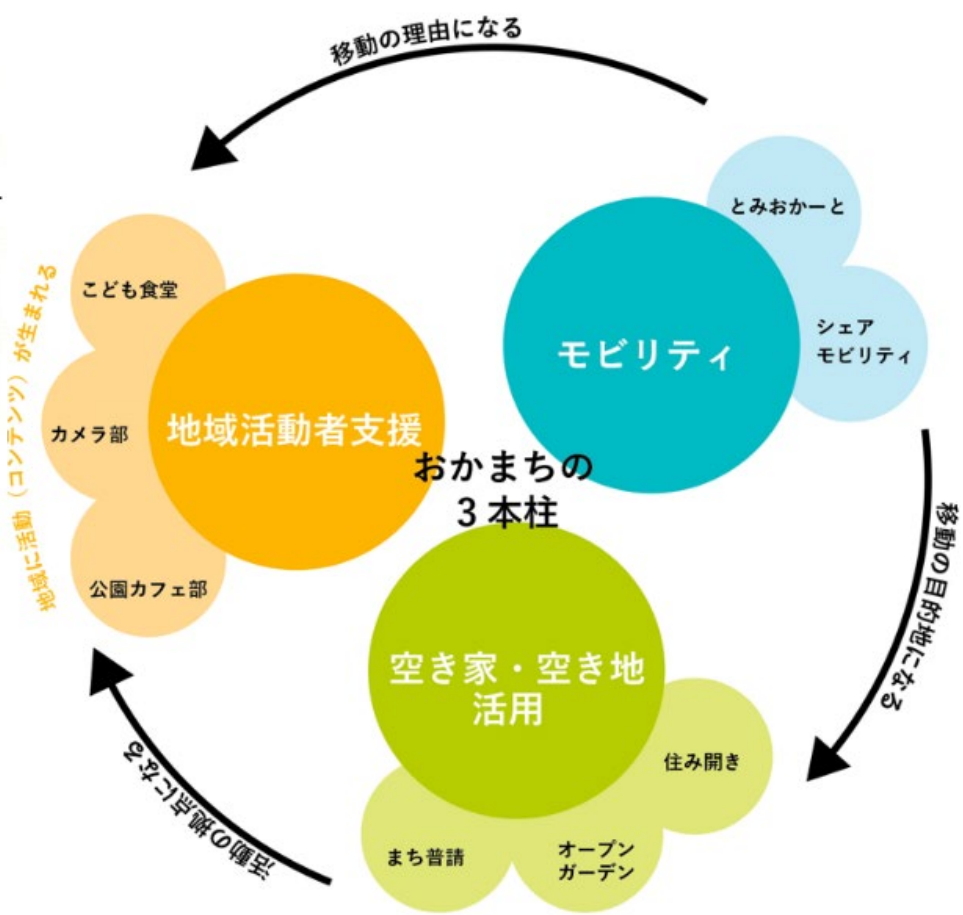 移動の理由になる
とみおかーと
シェア
モビリティ
モビリティ
こども食堂
カメラ部
公園カフェ部
地域活動者支援
地域に活動（コンテンツ）が生まれる
おかまちの
3本柱
移動の目的地になる
空き家・空き地
活用
住み開き
オープン
ガーデン
まち普請
活動の拠点になる